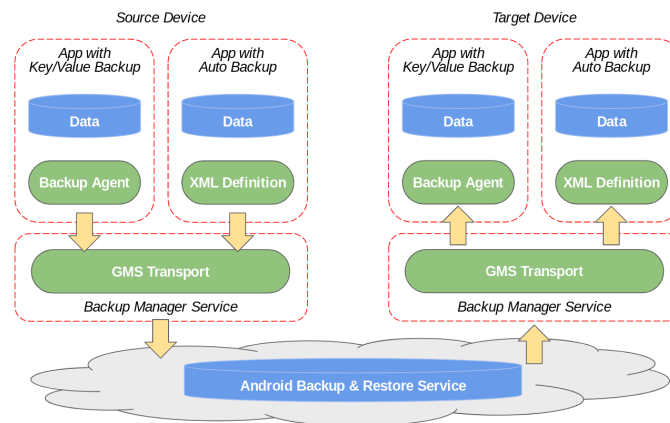 Source Device
App with
Key/Value Backup
Data
Backup Agent
App with
Auto Backup
Data
XML Definition
GMS Transport
Backup Manager Service
Target Device
App with
Key/Value Backup
Data
Backup Agent
App with
Auto Backup
Data
XML Definition
GMS Transport
Backup Manager Service
Android Backup & Restore Service